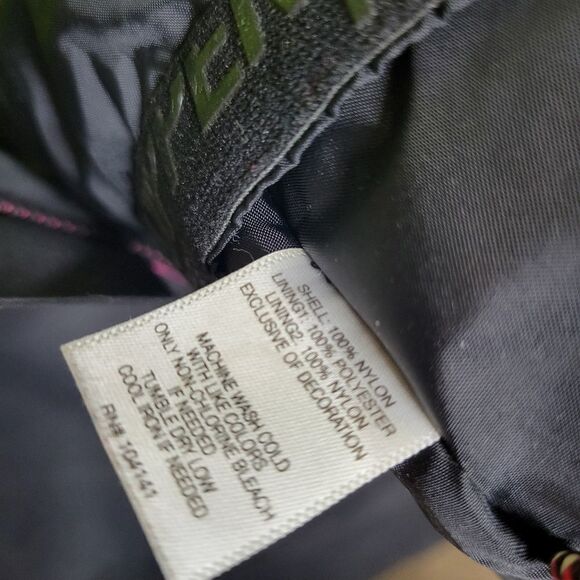 VEN
SHELL: 100% NYLON
LINING1: 100% POLYESTER
LINING2: 100% NYLON
EXCLUSIVE OF DECORATION
MACHINE WASH COLD
WITH LIKE COLORS
ONLY NON-CHLORINE BLEACH
IF NEEDED
TUMBLE DRY LOW
COOL IRON IF NEEDED
RN# 104141